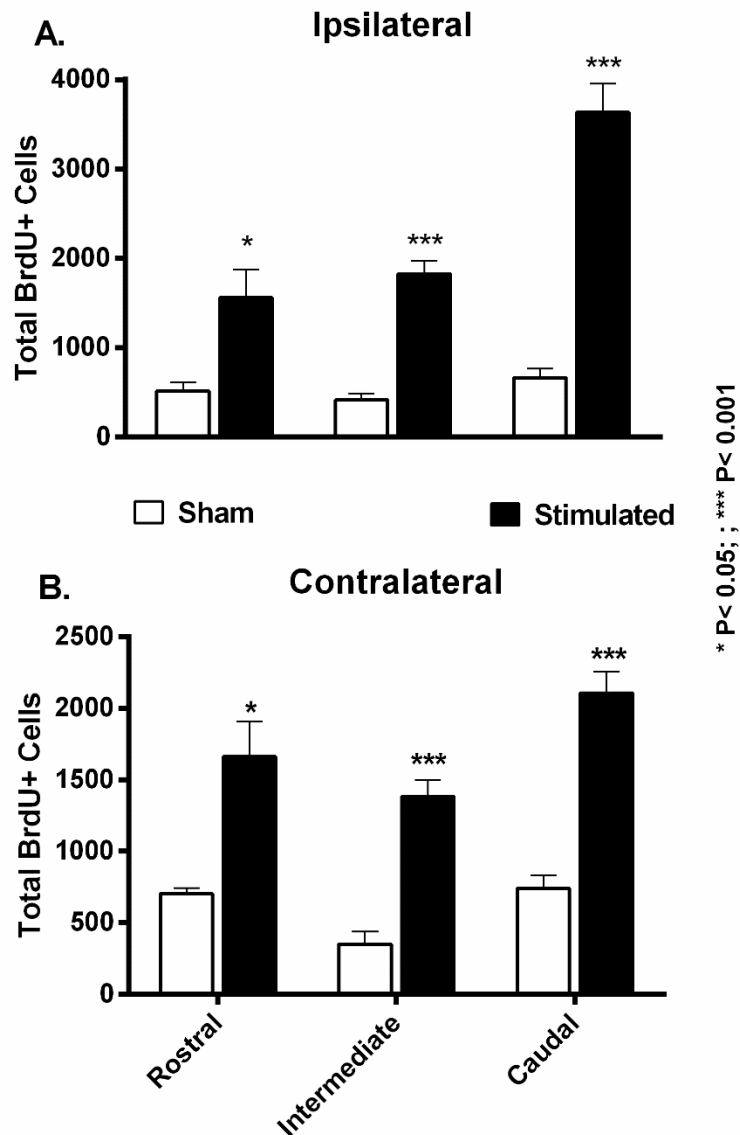 A.
Ipsilateral
Total BrdU+ Cells
4000
3000
2000
1000
0
*
***
***
Sham
Stimulated
* P< 0.05; ; *** P< 0.001
B.
Contralateral
Total BrdU+ Cells
2500
2000
1500
1000
500
0
*
***
***
Rostral
Intermediate
Caudal